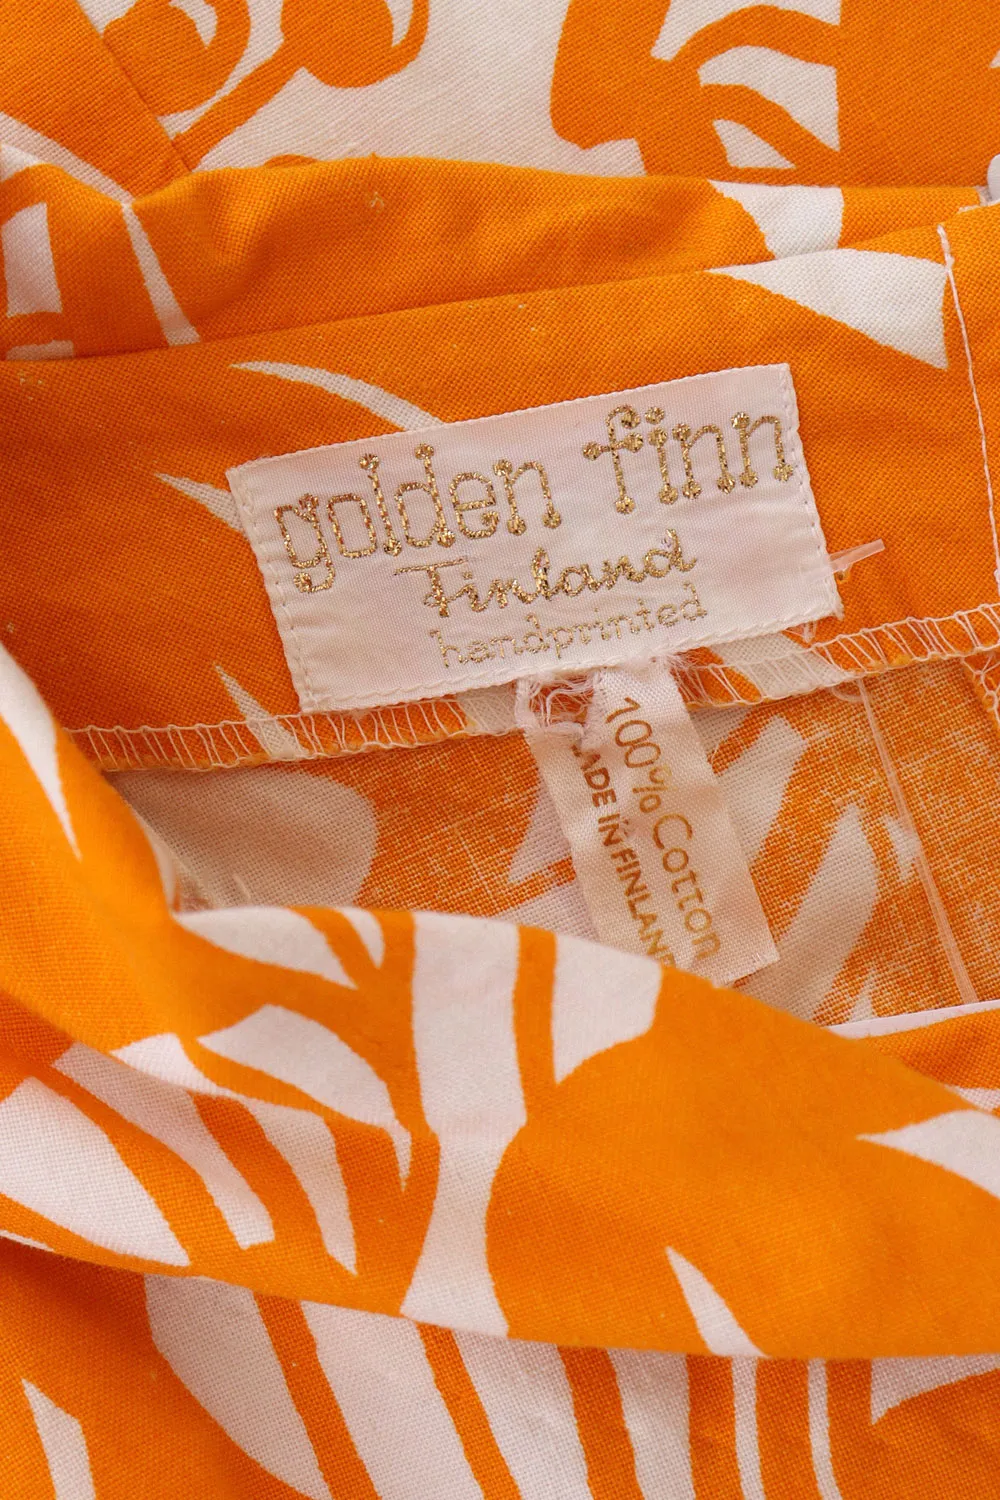 golden finn
Finland
handprinted
100% Cotton
MADE IN FINLAND